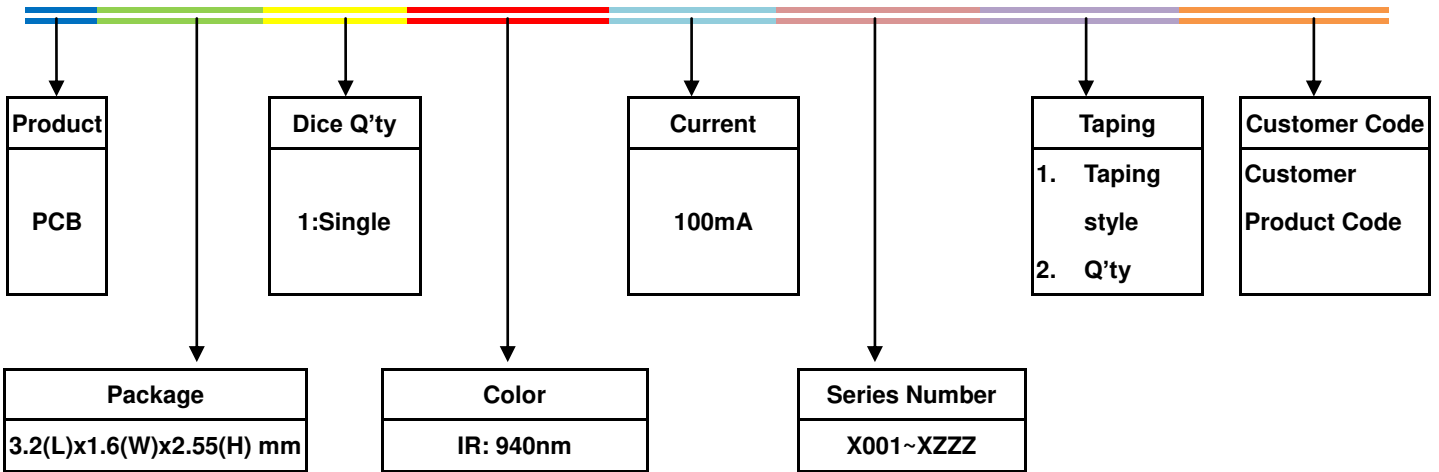 Product
PCB
Dice Q'ty
1:Single
Current
100mA
Taping
1. Taping
style
2. Q'ty
Customer Code
Customer
Product Code
Package
3.2(L)x1.6(W)x2.55(H) mm
Color
IR: 940nm
Series Number
X001~XZZZ